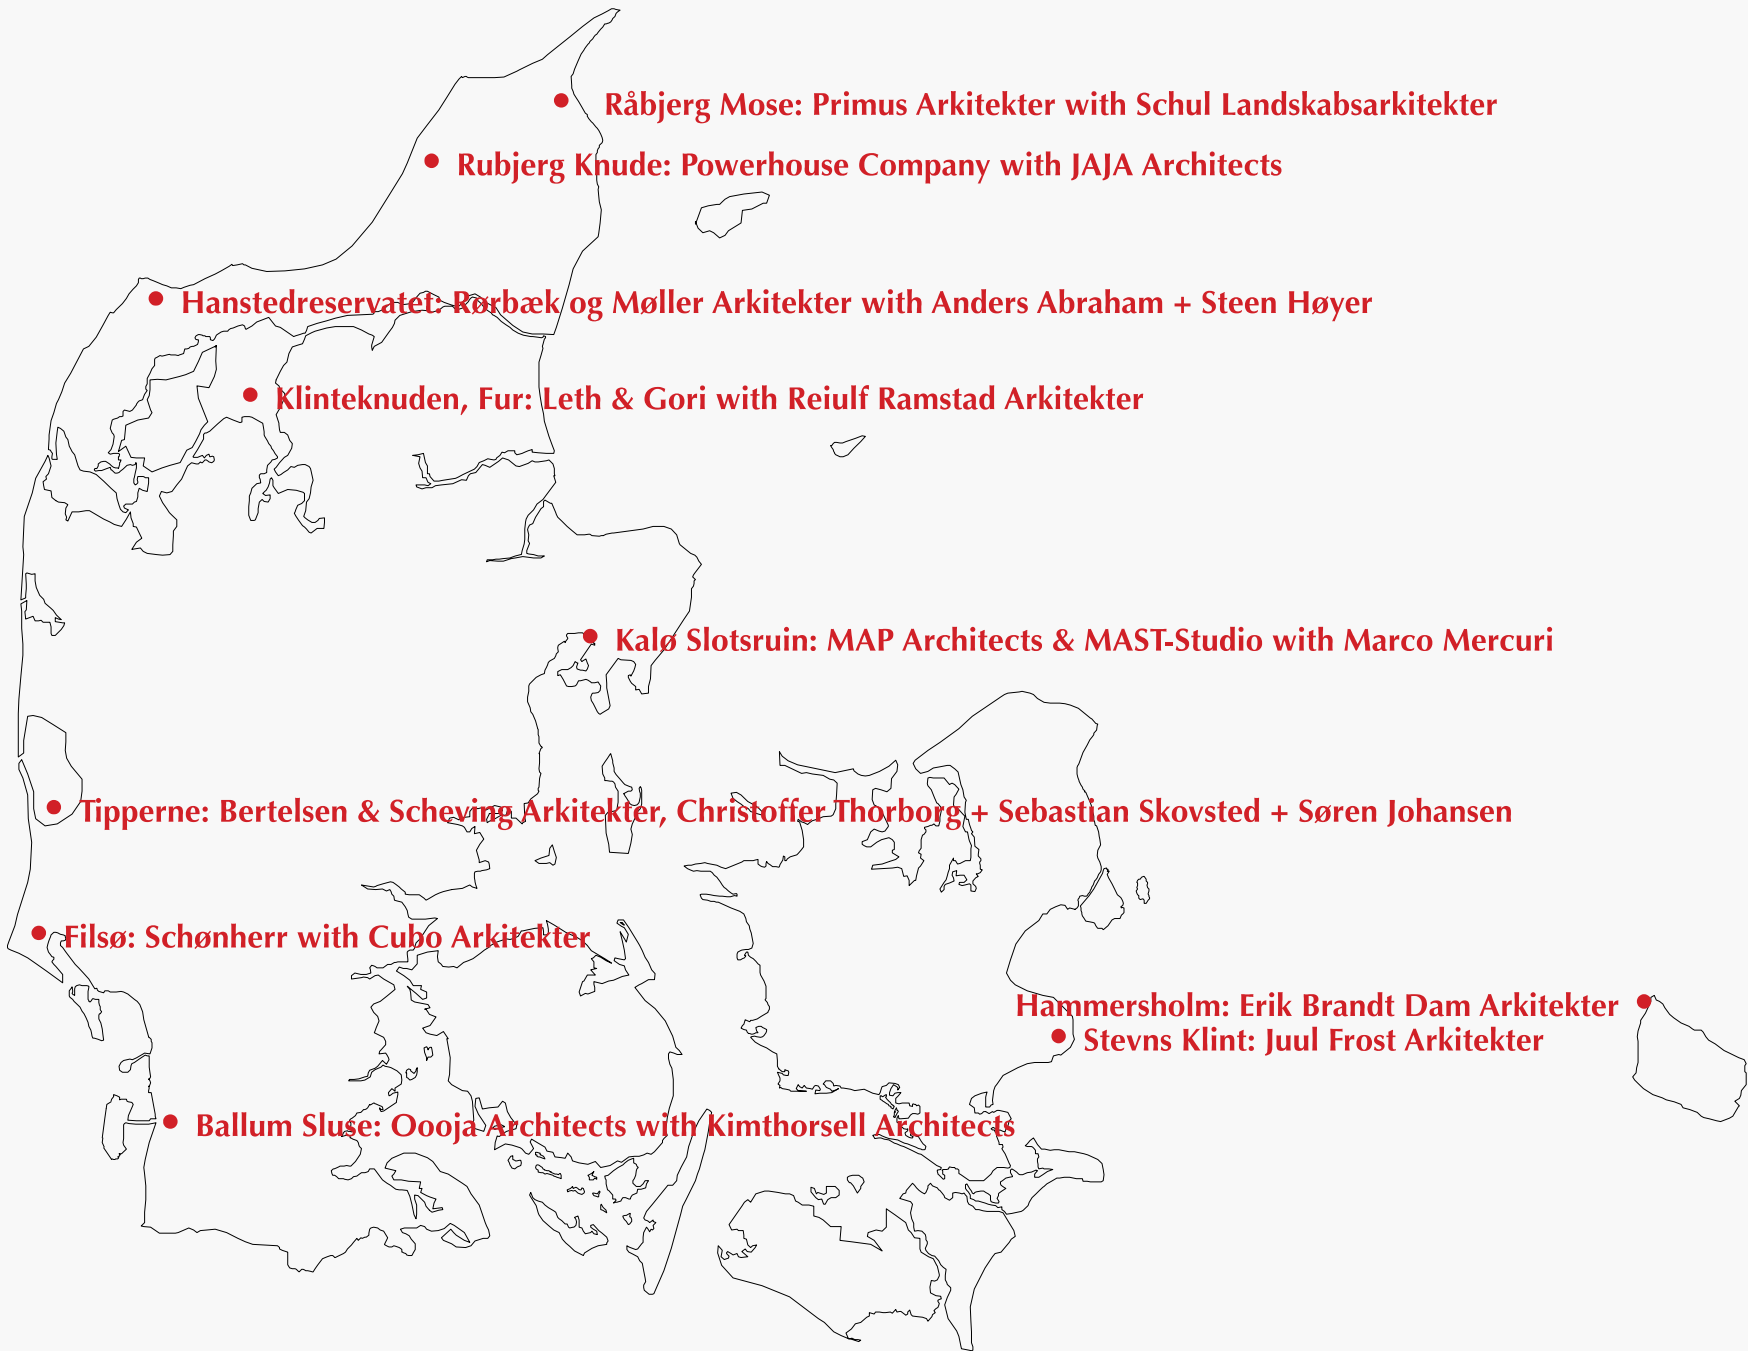 Råbjerg Mose: Primus Arkitekter with Schul Landskabsarkitekter
Rubjerg Knude: Powerhouse Company with JAJA Architects
Hanstedreservatet: Rørbæk og Møller Arkitekter with Anders Abraham + Steen Høyer
Klinteknuden, Fur: Leth & Gori with Reiulf Ramstad Arkitekter
Kalø Slotsruin: MAP Architects & MAST-Studio with Marco Mercuri
Tipperne: Bertelsen & Scheving Arkitekter, Christoffer Thorborg + Sebastian Skovsted + Søren Johansen
Filsø: Schønherr with Cubo Arkitekter
Hammersholm: Erik Brandt Dam Arkitekter
Stevns Klint: Juul Frost Arkitekter
Ballum Sluse: Oooja Architects with Kimthorsell Architects